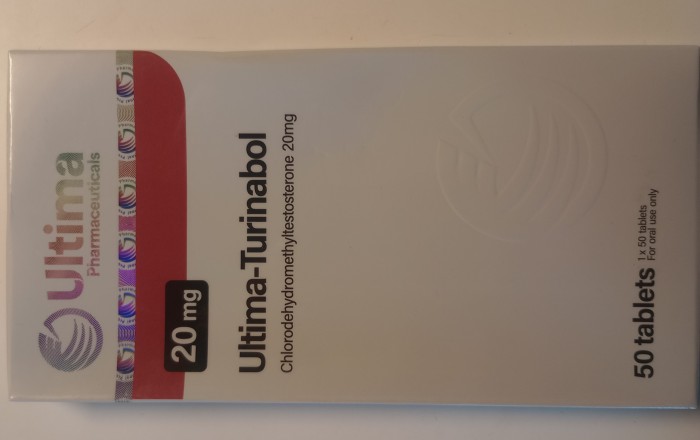 Ultima
Pharmaceuticals
20 mg
Ultima-Turinabol
Chlorodehydromethyltestosterone 20mg
50 tablets
1 x 50 tablets
For oral use only